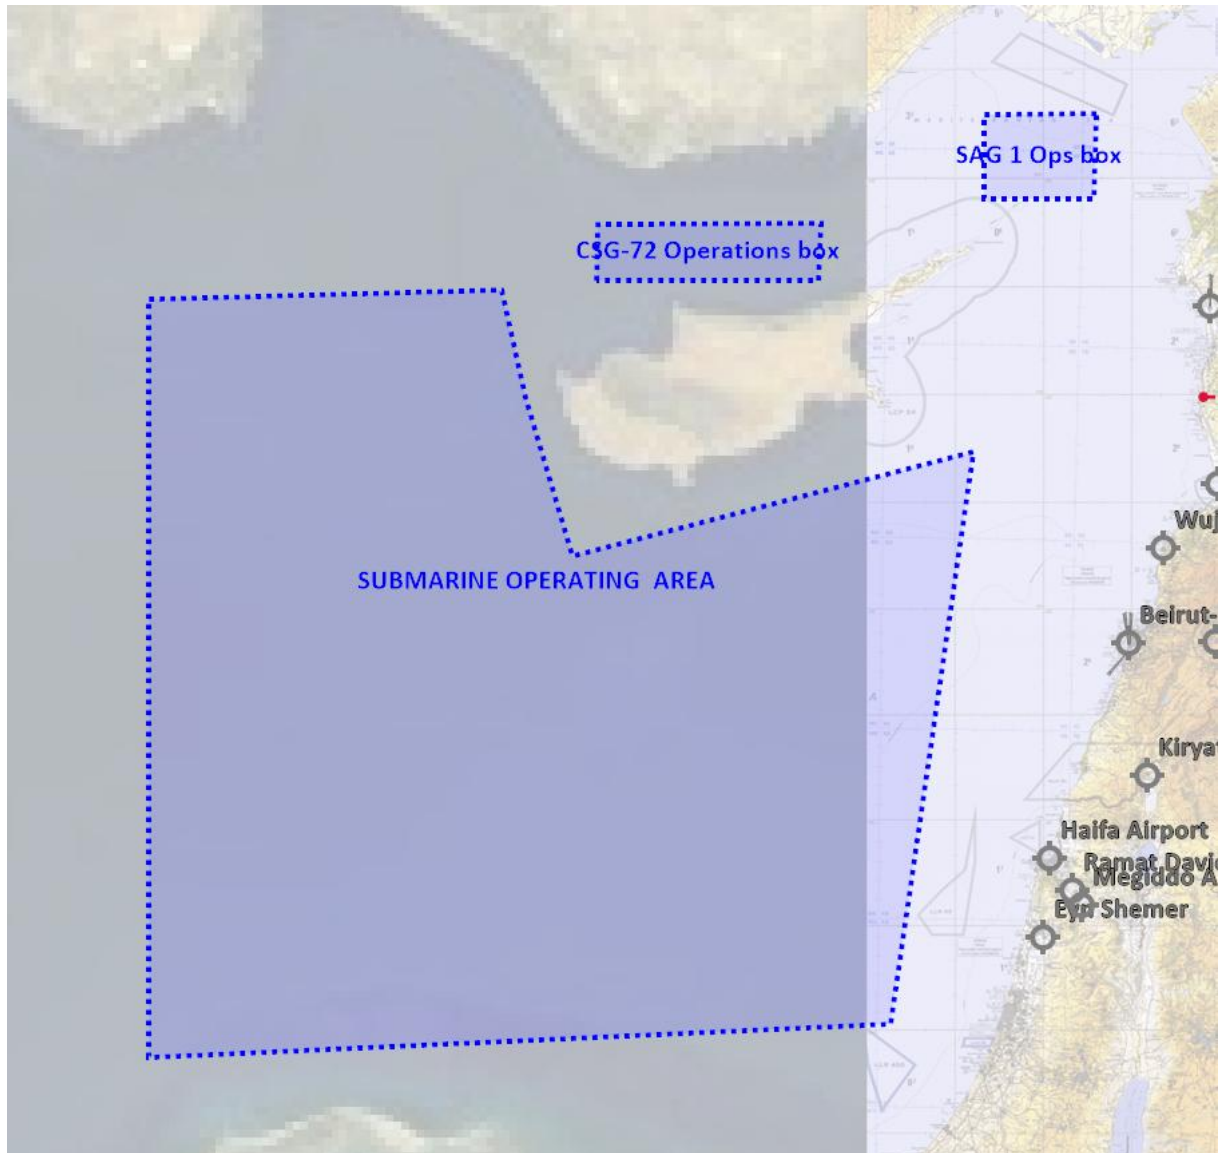 SAG 1 Ops box
CSG-72 Operations box
Wuj
SUBMARINE OPERATING AREA
Beirut-
Kirya
Haifa Airport
Ramat David
Megiddo A
Eyn Shemer